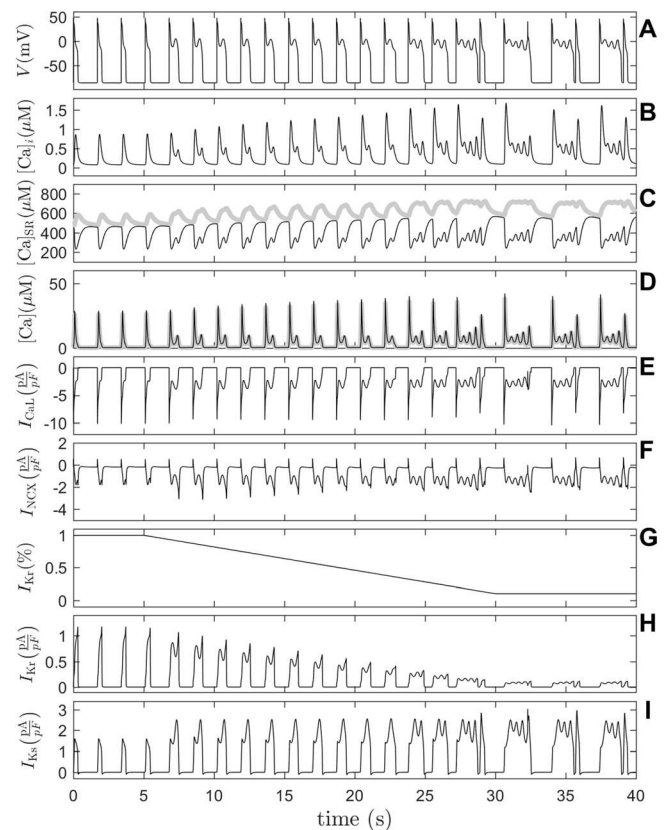 A
V(mV)
50
0
-50
B
[Ca]i(μM)
1.5
1
0.5
0
C
[Ca]SR(μM)
800
600
400
200
D
[Ca](μM)
50
0
E
ICaL(pA/pF)
0
-5
-10
F
INCX(pA/pF)
2
0
-2
-4
G
IKr(%)
1
0.5
0
H
IKr(pA/pF)
1
0.5
0
I
IKs(pA/pF)
3
2
1
0
0 5 10 15 20 25 30 35 40
time (s)